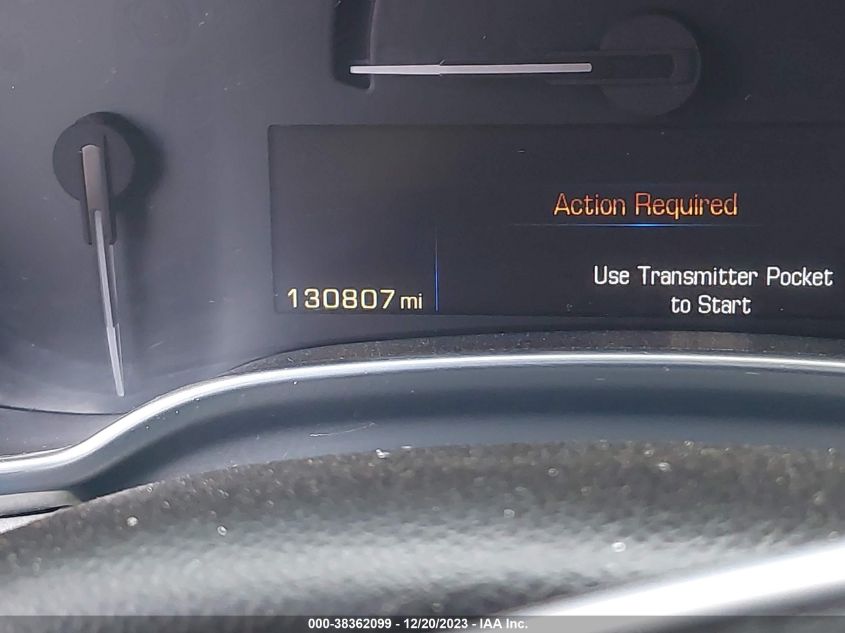 Action Required
Use Transmitter Pocket
to Start
130807 mi
000-38362099 - 12/20/2023 - IAA Inc.